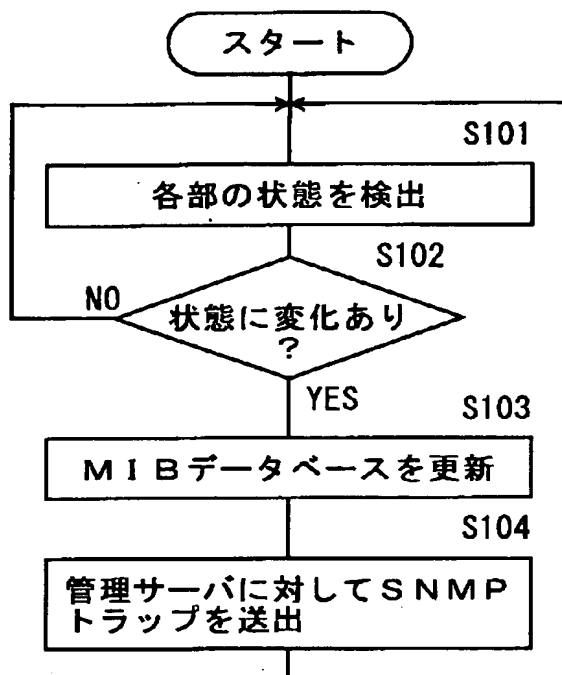 スタート
S101
各部の状態を検出
S102
NO
状態に変化あり
?
YES
S103
MIBデータベースを更新
S104
管理サーバに対してSNMP
トラップを送出